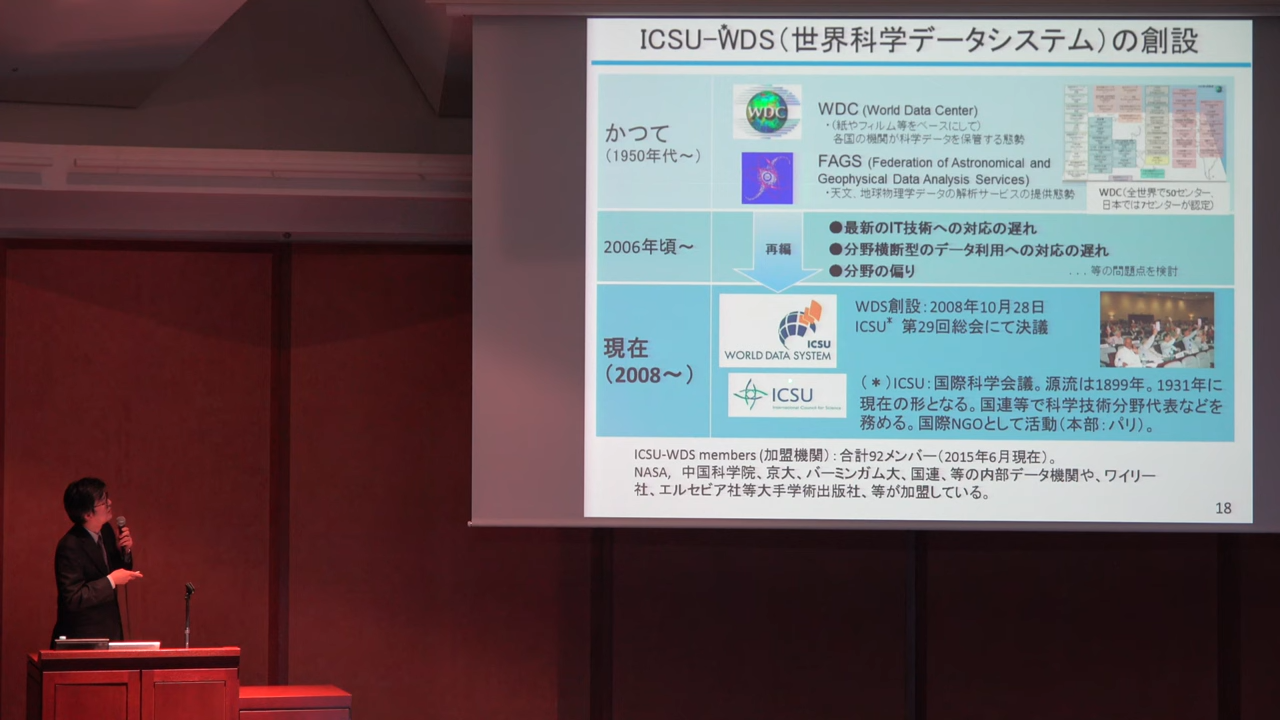 ICSU-WDS(世界科学データシステム)の創設
*
かつて
(1950年代～)
WDC
WDC (World Data Center)
・(紙やフィルム等をベースにして)
各国の機関が科学データを保管する態勢
FAGS (Federation of Astronomical and
Geophysical Data Analysis Services)
・天文、地球物理学データの解析サービスの提供態勢
WDC(全世界で50センター、
日本では7センターが認定)
2006年頃～
再編
●最新のIT技術への対応の遅れ
●分野横断型のデータ利用への対応の遅れ
●分野の偏り
...等の問題点を検討
現在
(2008～)
ICSU
WORLD DATA SYSTEM
WDS創設:2008年10月28日
ICSU* 第29回総会にて決議
ICSU
International Council for Science
(*)ICSU:国際科学会議。源流は1899年。1931年に
現在の形となる。国連等で科学技術分野代表などを
務める。国際NGOとして活動(本部:パリ)。
ICSU-WDS members (加盟機関):合計92メンバー(2015年6月現在)。
NASA, 中国科学院、京大、バーミンガム大、国連、等の内部データ機関や、ワイリー
社、エルセビア社等大手学術出版社、等が加盟している。
18